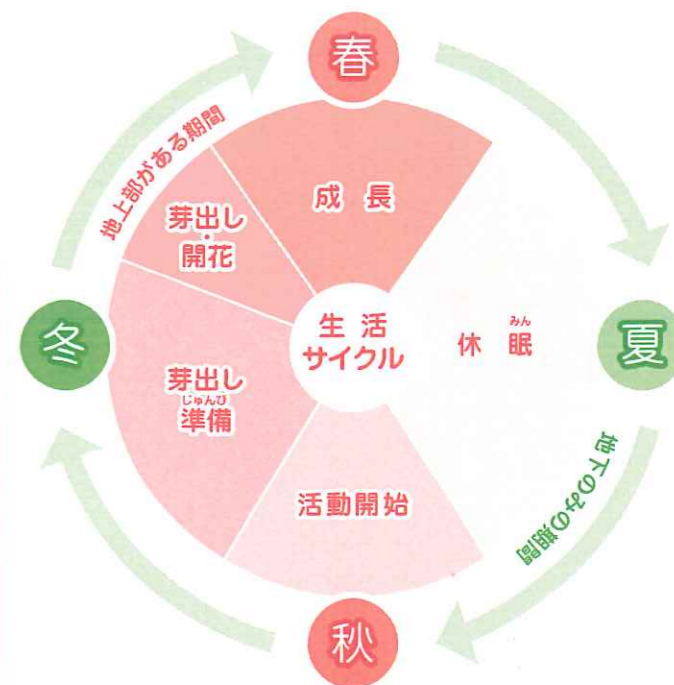 春
地上部がある期間
成長
芽出し
・
開花
生活
サイクル
みん
休眠
冬
夏
芽出し
じゅんび
準備
活動開始
地下のみの期間
秋